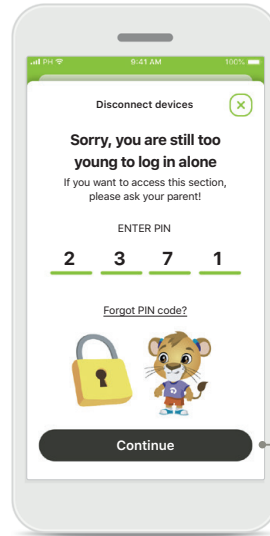 PH 9:41 AM 100%
Disconnect devices
Sorry, you are still too
young to log in alone
If you want to access this section,
please ask your parent!
ENTER PIN
2 3 7 1
Forgot PIN code?
Continue